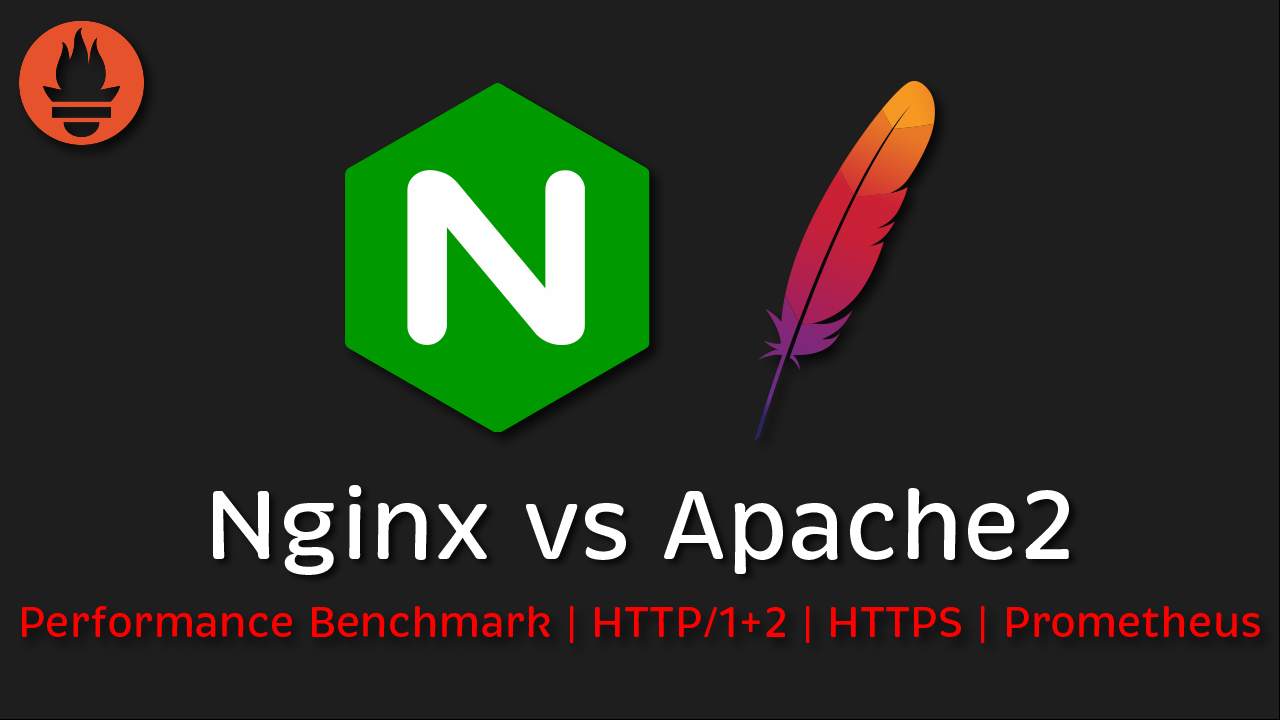 N
Nginx vs Apache2
Performance Benchmark | HTTP/1+2 | HTTPS | Prometheus